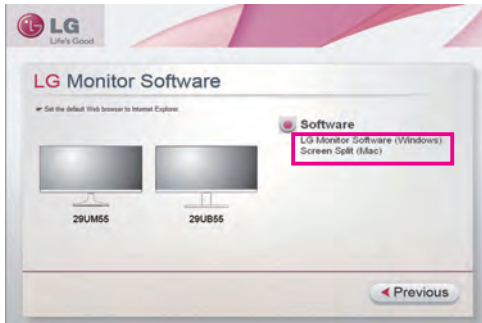 LG
Life's Good
LG Monitor Software
☞ Set the default Web browser to Internet Explorer.
Software
LG Monitor Software (Windows)
Screen Split (Mac)
29UM55
29UB55
Previous